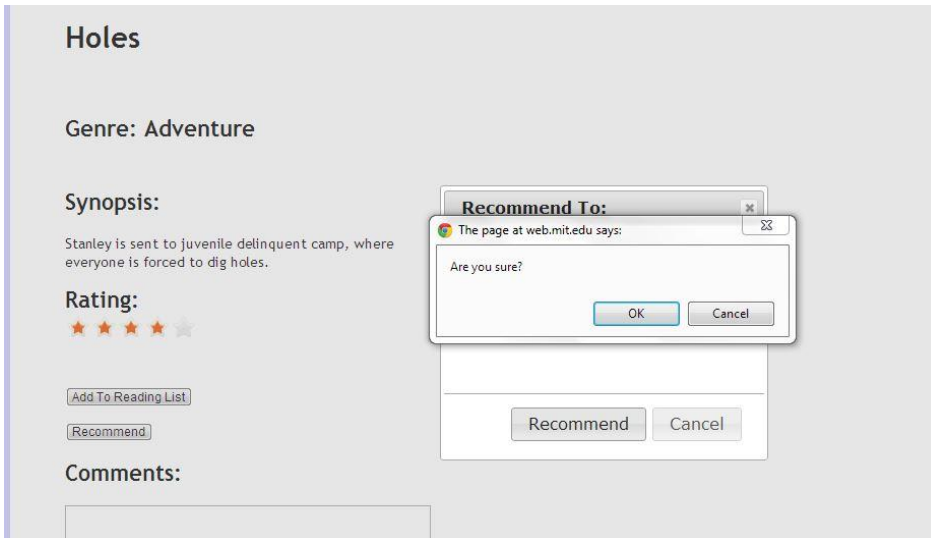 Holes
Genre: Adventure
Synopsis:
Stanley is sent to juvenile delinquent camp, where
everyone is forced to dig holes.
Rating:
Add To Reading List
Recommend
Comments:
Recommend To:
The page at web.mit.edu says:
Are you sure?
OK
Cancel
Recommend
Cancel